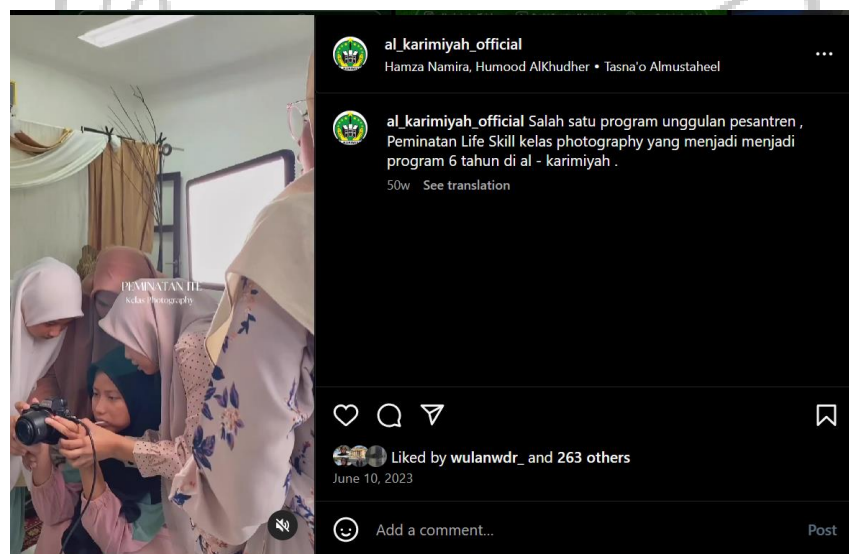 al_karimiyah_official
Hamza Namira, Humood AlKhudher • Tasna'o Almustaheel
al_karimiyah_official Salah satu program unggulan pesantren ,
Peminatan Life Skill kelas photography yang menjadi menjadi
program 6 tahun di al - karimiyah .
50w See translation
PEMINATAN ITE
Kelas Photography
Liked by wulanwdr_ and 263 others
June 10, 2023
Add a comment...
Post